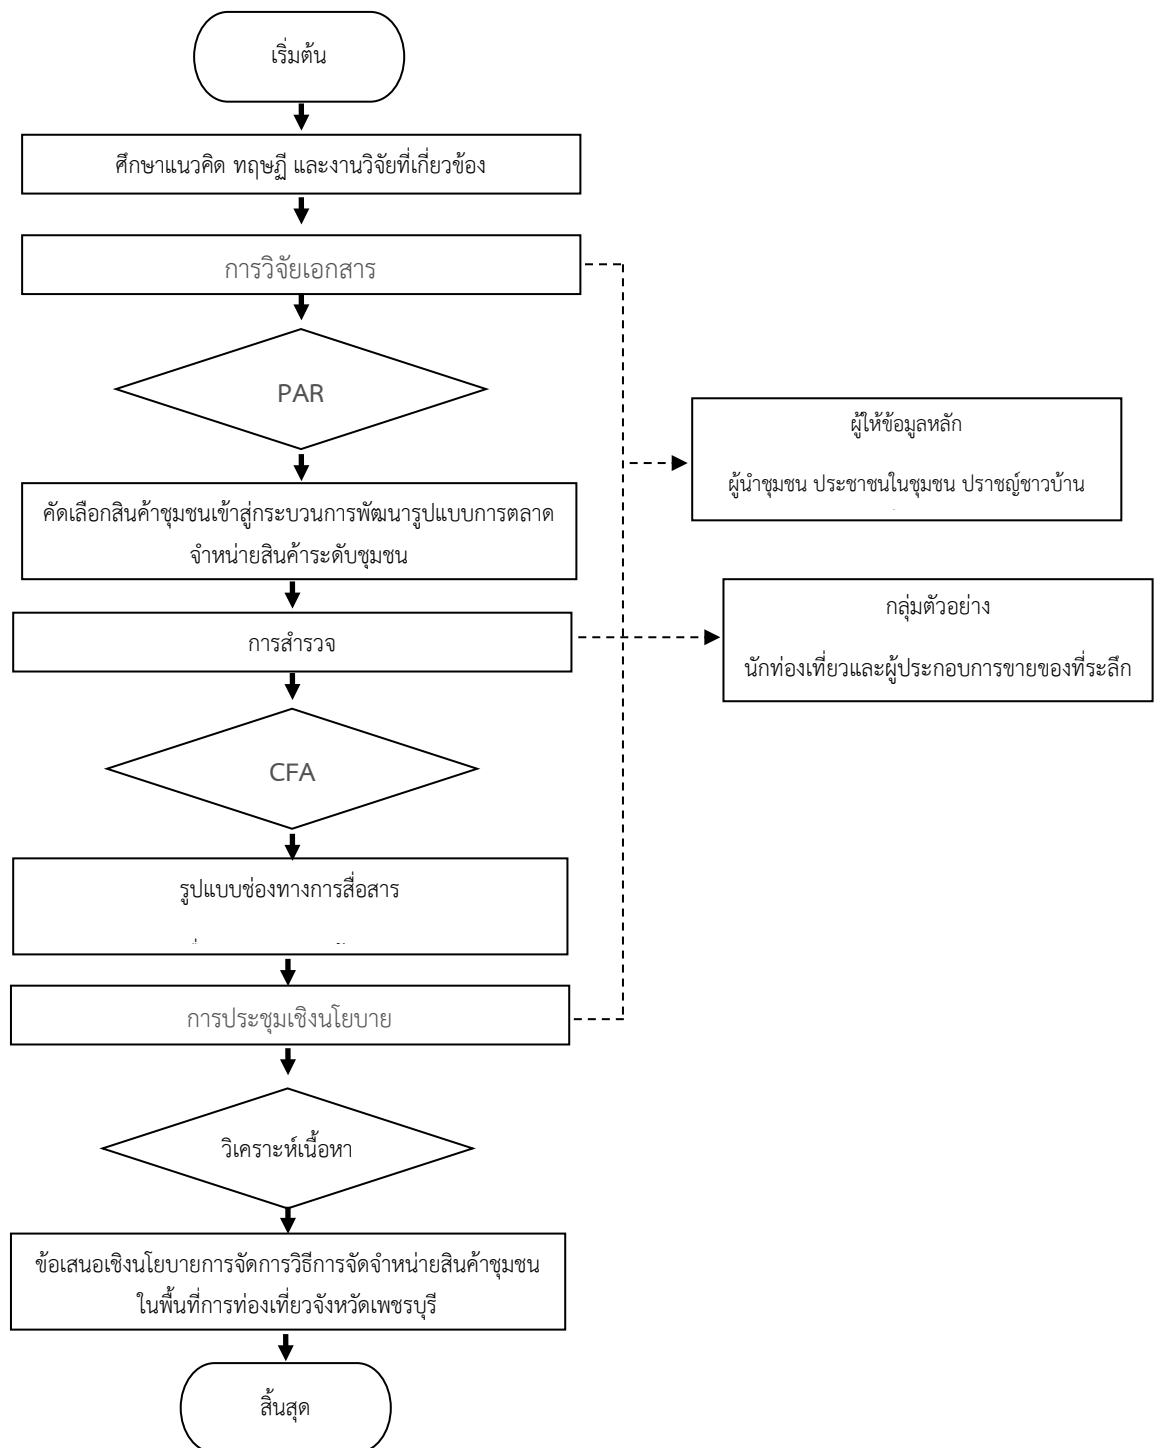 เริ่มต้น
ศึกษาแนวคิด ทฤษฎี และงานวิจัยที่เกี่ยวข้อง
การวิจัยเอกสาร
PAR
ผู้ให้ข้อมูลหลัก
ผู้นำชุมชน ประชาชนในชุมชน ปราชญ์ชาวบ้าน
คัดเลือกสินค้าชุมชนเข้าสู่กระบวนการพัฒนารูปแบบการตลาด
จำหน่ายสินค้าระดับชุมชน
กลุ่มตัวอย่าง
นักท่องเที่ยวและผู้ประกอบการขายของที่ระลึก
การสำรวจ
CFA
รูปแบบช่องทางการสื่อสาร
การประชุมเชิงนโยบาย
วิเคราะห์เนื้อหา
ข้อเสนอเชิงนโยบายการจัดการวิธีการจัดจำหน่ายสินค้าชุมชน
ในพื้นที่การท่องเที่ยวจังหวัดเพชรบุรี
สิ้นสุด